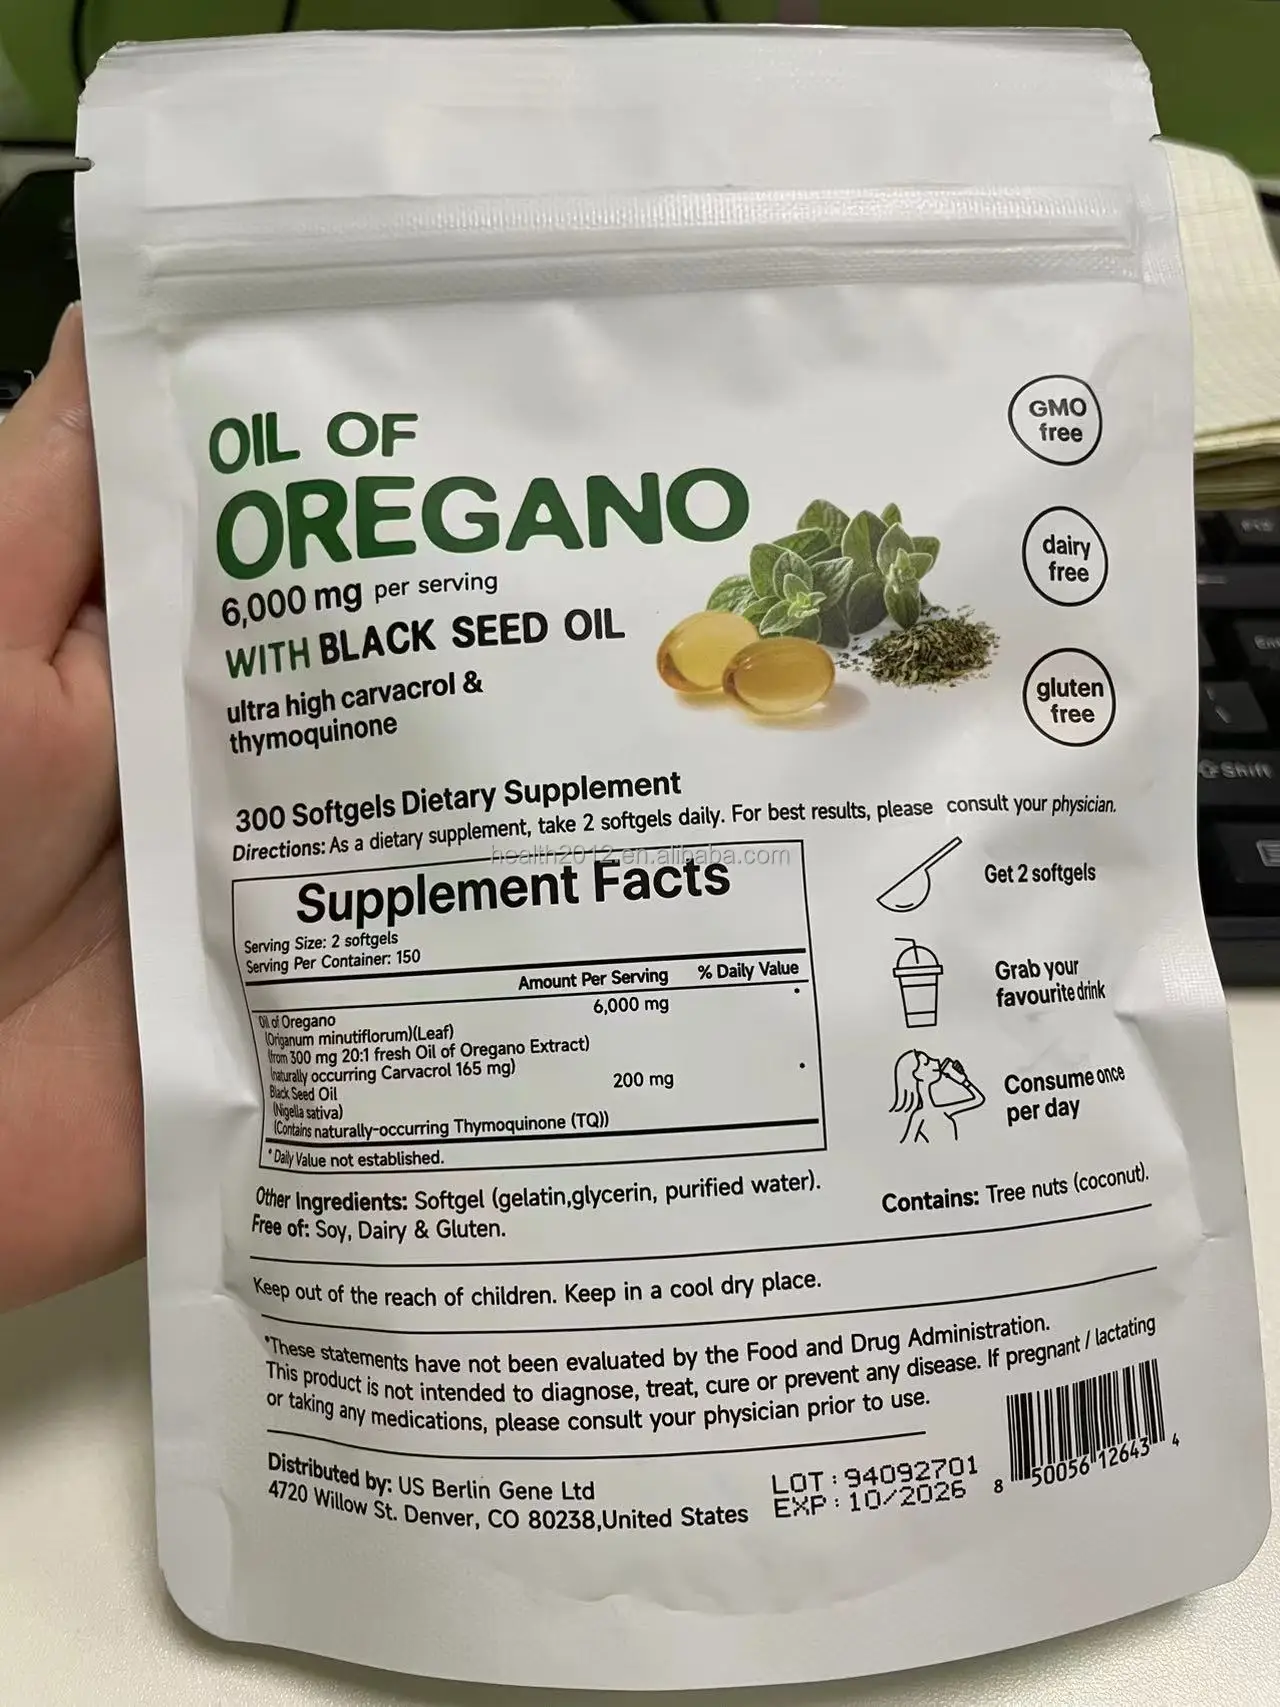 OIL OF
OREGANO
6,000 mg per serving
WITH BLACK SEED OIL
ultra high carvacrol &
thymoquinone
GMO
free
dairy
free
gluten
free
300 Softgels Dietary Supplement
Directions: As a dietary supplement, take 2 softgels daily. For best results, please consult your physician.
health2012.en.alibaba.com
Supplement Facts
Serving Size: 2 softgels
Serving Per Container: 150
Amount Per Serving % Daily Value
6,000 mg *
Oil of Oregano
(Origanum minutiflorum)(Leaf)
(from 300 mg 20:1 fresh Oil of Oregano Extract)
(naturally occurring Carvacrol 165 mg)
Black Seed Oil 200 mg *
(Nigella sativa)
(Contains naturally-occurring Thymoquinone (TQ))
* Daily Value not established.
Get 2 softgels
Grab your
favourite drink
Consume once
per day
Other Ingredients: Softgel (gelatin,glycerin, purified water).
Free of: Soy, Dairy & Gluten.
Contains: Tree nuts (coconut).
Keep out of the reach of children. Keep in a cool dry place.
*These statements have not been evaluated by the Food and Drug Administration.
This product is not intended to diagnose, treat, cure or prevent any disease. If pregnant / lactating
or taking any medications, please consult your physician prior to use.
Distributed by: US Berlin Gene Ltd
4720 Willow St. Denver, CO 80238,United States
LOT : 94092701
EXP : 10/2026
8 50056 12643 4
Shift